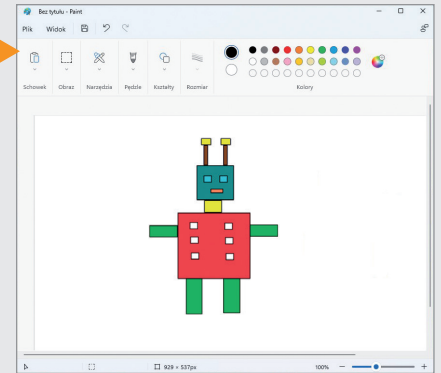 Bez tytułu - Paint
Plik Widok
Schowek Obraz Narzędzia Pędzle Kształty Rozmiar Kolory
929 × 537px 100%